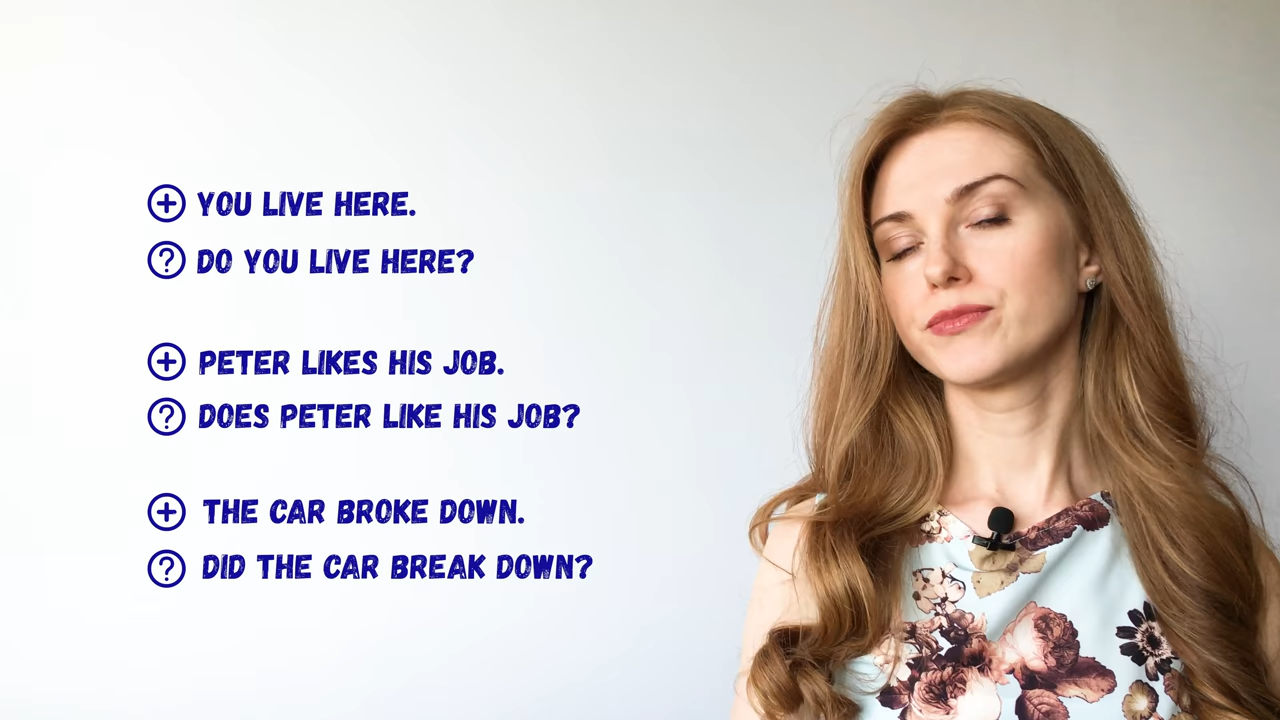 YOU LIVE HERE.
DO YOU LIVE HERE?
PETER LIKES HIS JOB.
DOES PETER LIKE HIS JOB?
THE CAR BROKE DOWN.
DID THE CAR BREAK DOWN?